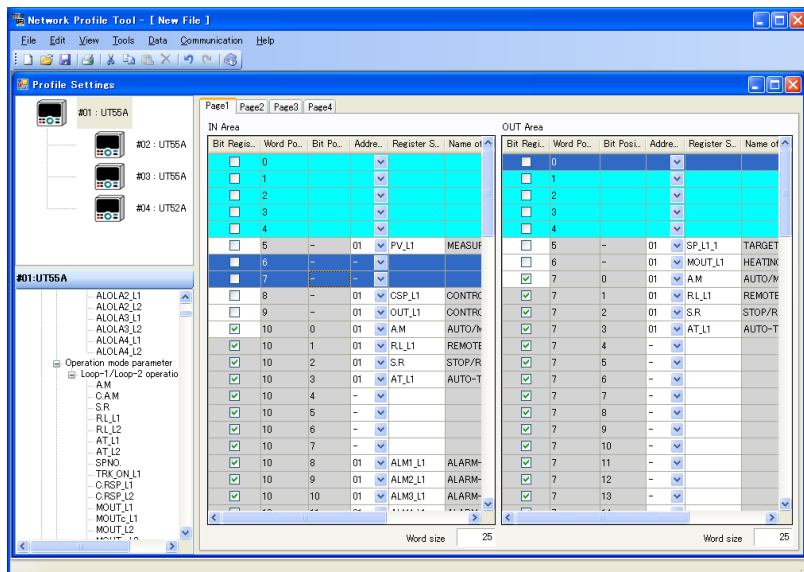 Network Profile Tool - [ New File ]
File Edit View Tools Data Communication Help
Profile Settings
#01 : UT55A
#02 : UT55A
#03 : UT55A
#04 : UT52A
#01:UT55A
ALOLA2_L1
ALOLA2_L2
ALOLA3_L1
ALOLA3_L2
ALOLA4_L1
ALOLA4_L2
Operation mode parameter
Loop-1/Loop-2 operatio
A.M
C.A.M
S.R
R.L_L1
R.L_L2
AT_L1
AT_L2
SPNO.
TRK_ON_L1
C.RSP_L1
C.RSP_L2
MOUT_L1
MOUTc_L1
MOUT_L2
Page1 Page2 Page3 Page4
IN Area
Bit Regis... Word Po... Bit Po... Addre... Register S... Name of
0
1
2
3
4
5 - 01 PV_L1 MEASUR
6 - -
7 - -
8 - 01 CSP_L1 CONTRO
9 - 01 OUT_L1 CONTRO
10 0 01 A.M AUTO/M
10 1 01 R.L_L1 REMOTE
10 2 01 S.R STOP/R
10 3 01 AT_L1 AUTO-T
10 4 -
10 5 -
10 6 -
10 7 -
10 8 01 ALM1_L1 ALARM-
10 9 01 ALM2_L1 ALARM-
10 10 01 ALM3_L1 ALARM-
Word size 25
OUT Area
Bit Regi... Word Po... Bit Posi... Addre... Register S... Name of
0
1
2
3
4
5 - 01 SP_L1_1 TARGET
6 - 01 MOUT_L1 HEATING
7 0 01 A.M AUTO/M
7 1 01 R.L_L1 REMOTE
7 2 01 S.R STOP/R
7 3 01 AT_L1 AUTO-T
7 4 -
7 5 -
7 6 -
7 7 -
7 8 -
7 9 -
7 10 -
7 11 -
7 12 -
7 13 -
Word size 25